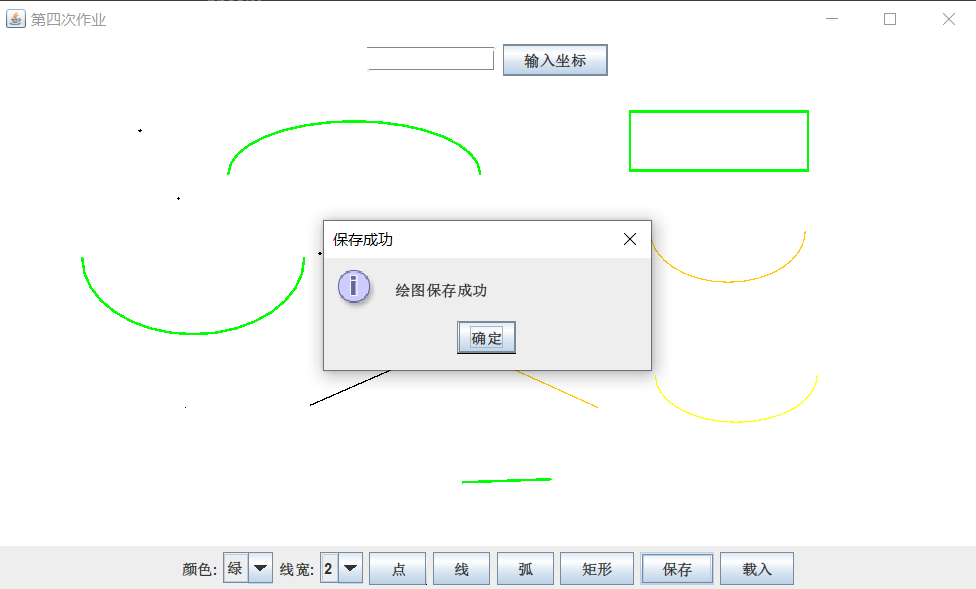 第四次作业
输入坐标
保存成功
绘图保存成功
确定
颜色: 绿 线宽: 2 点 线 弧 矩形 保存 载入